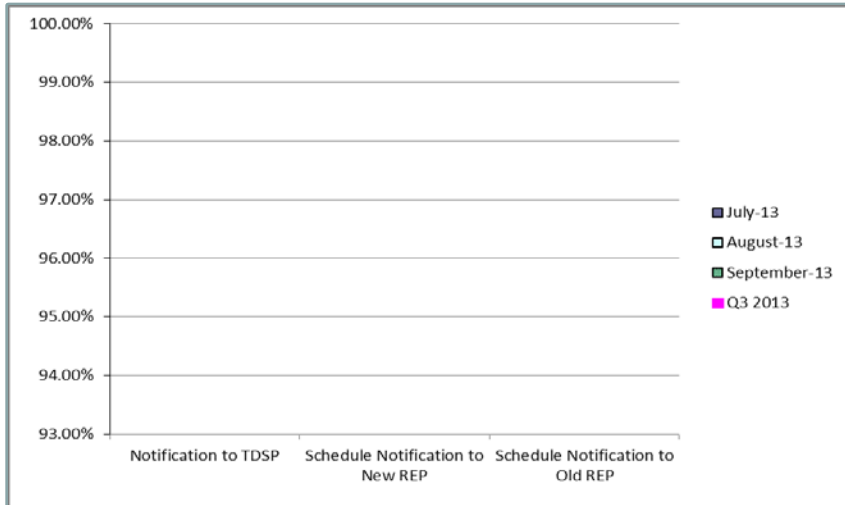 100.00%
99.00%
98.00%
97.00%
96.00%
95.00%
94.00%
93.00%
Notification to TDSP
Schedule Notification to
New REP
Schedule Notification to
Old REP
July-13
August-13
September-13
Q3 2013